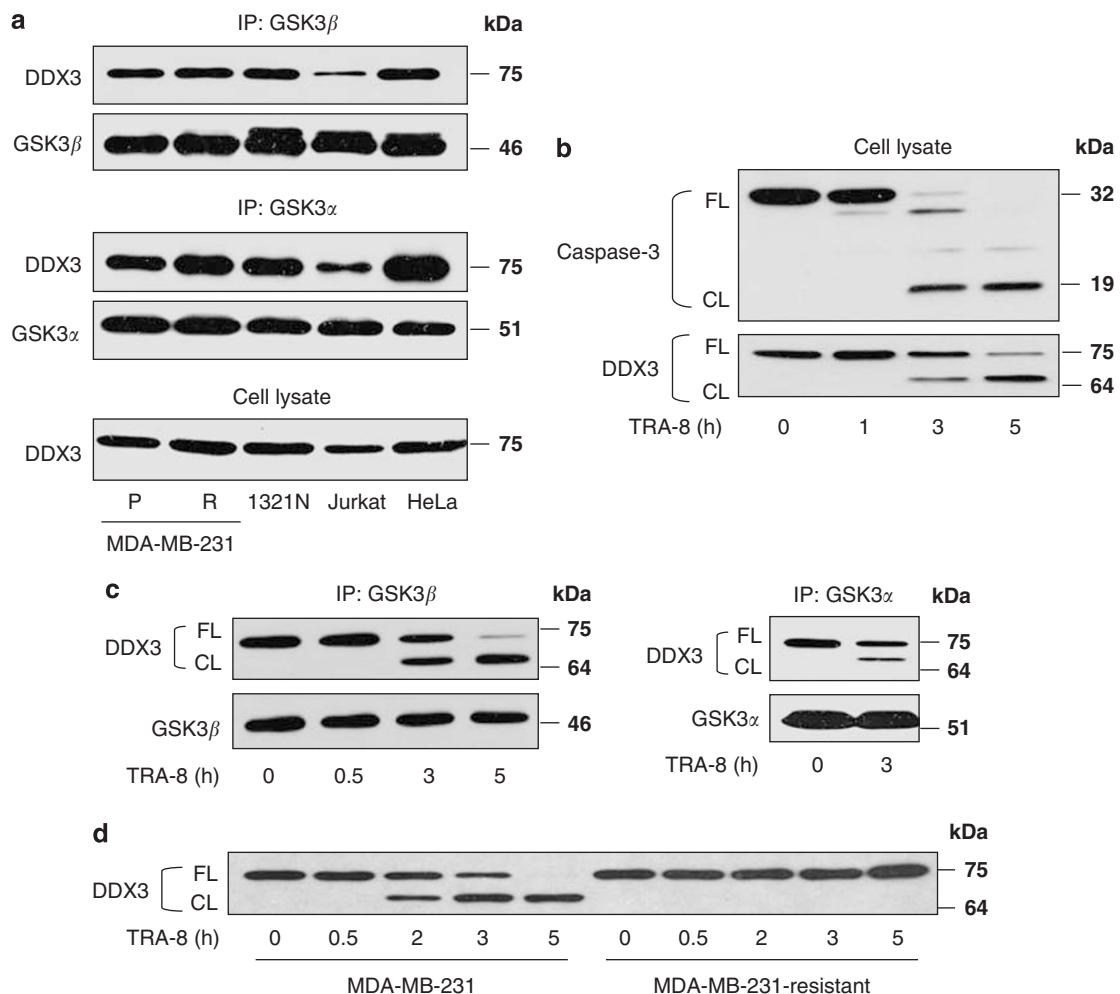 a
IP: GSK3β kDa
DDX3 75
GSK3β 46
IP: GSK3α
DDX3 75
GSK3α 51
Cell lysate
DDX3 75
P R 1321N Jurkat HeLa
MDA-MB-231
b
Cell lysate kDa
FL 32
Caspase-3
CL 19
FL 75
DDX3
CL 64
TRA-8 (h) 0 1 3 5
c
IP: GSK3β kDa
FL 75
DDX3
CL 64
GSK3β 46
TRA-8 (h) 0 0.5 3 5
IP: GSK3α kDa
FL 75
DDX3
CL 64
GSK3α 51
TRA-8 (h) 0 3
d
kDa
FL 75
DDX3
CL 64
TRA-8 (h) 0 0.5 2 3 5 0 0.5 2 3 5
MDA-MB-231 MDA-MB-231-resistant